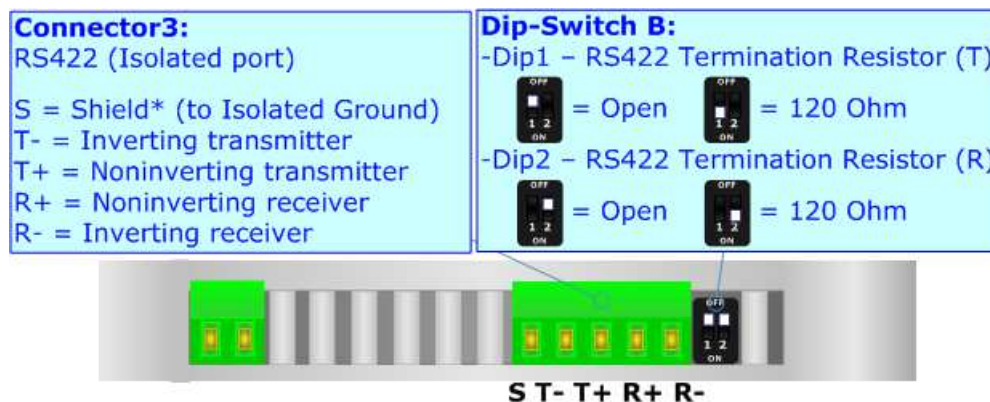 Connector3:
RS422 (Isolated port)
S = Shield* (to Isolated Ground)
T- = Inverting transmitter
T+ = Noninverting transmitter
R+ = Noninverting receiver
R- = Inverting receiver
Dip-Switch B:
-Dip1 – RS422 Termination Resistor (T)
OFF
1 2
ON
= Open
OFF
1 2
ON
= 120 Ohm
-Dip2 – RS422 Termination Resistor (R)
OFF
1 2
ON
= Open
OFF
1 2
ON
= 120 Ohm
OFF
1 2
ON
S T- T+ R+ R-